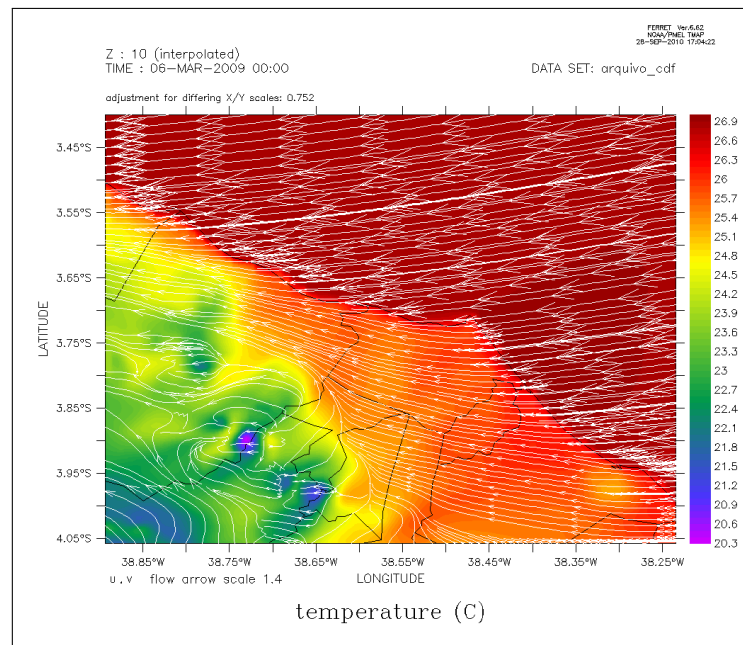 FERRET Ver.6.62
NOAA/PMEL TMAP
28-SEP-2010 17:04:22
Z : 10 (interpolated)
TIME : 06-MAR-2009 00:00
DATA SET: arquivo_cdf
adjustment for differing X/Y scales: 0.752
3.45°S
3.55°S
3.65°S
3.75°S
3.85°S
3.95°S
4.05°S
LATITUDE
26.9
26.6
26.3
26.0
25.7
25.4
25.1
24.8
24.5
24.2
23.9
23.6
23.3
23.0
22.7
22.4
22.1
21.8
21.5
21.2
20.9
20.6
20.3
38.85°W
38.75°W
38.65°W
38.55°W
38.45°W
38.35°W
38.25°W
LONGITUDE
U,V flow arrow scale 1.4
temperature (C)